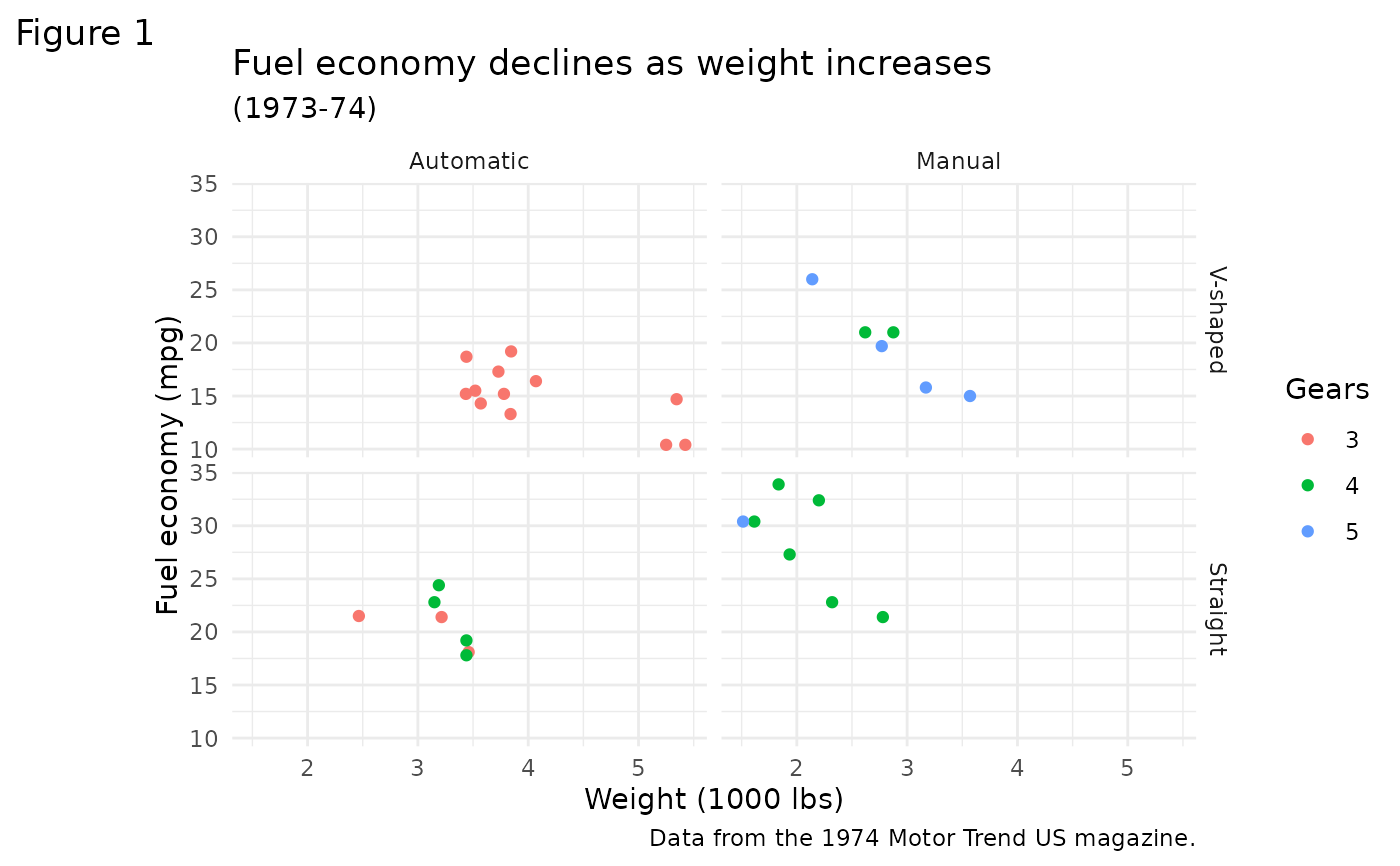 Figure 1
Fuel economy declines as weight increases
(1973-74)
Automatic
Manual
35
30
25
20
15
10
V-shaped
35
30
25
20
15
10
Straight
Fuel economy (mpg)
2 3 4 5
2 3 4 5
Weight (1000 lbs)
Gears
3
4
5
Data from the 1974 Motor Trend US magazine.